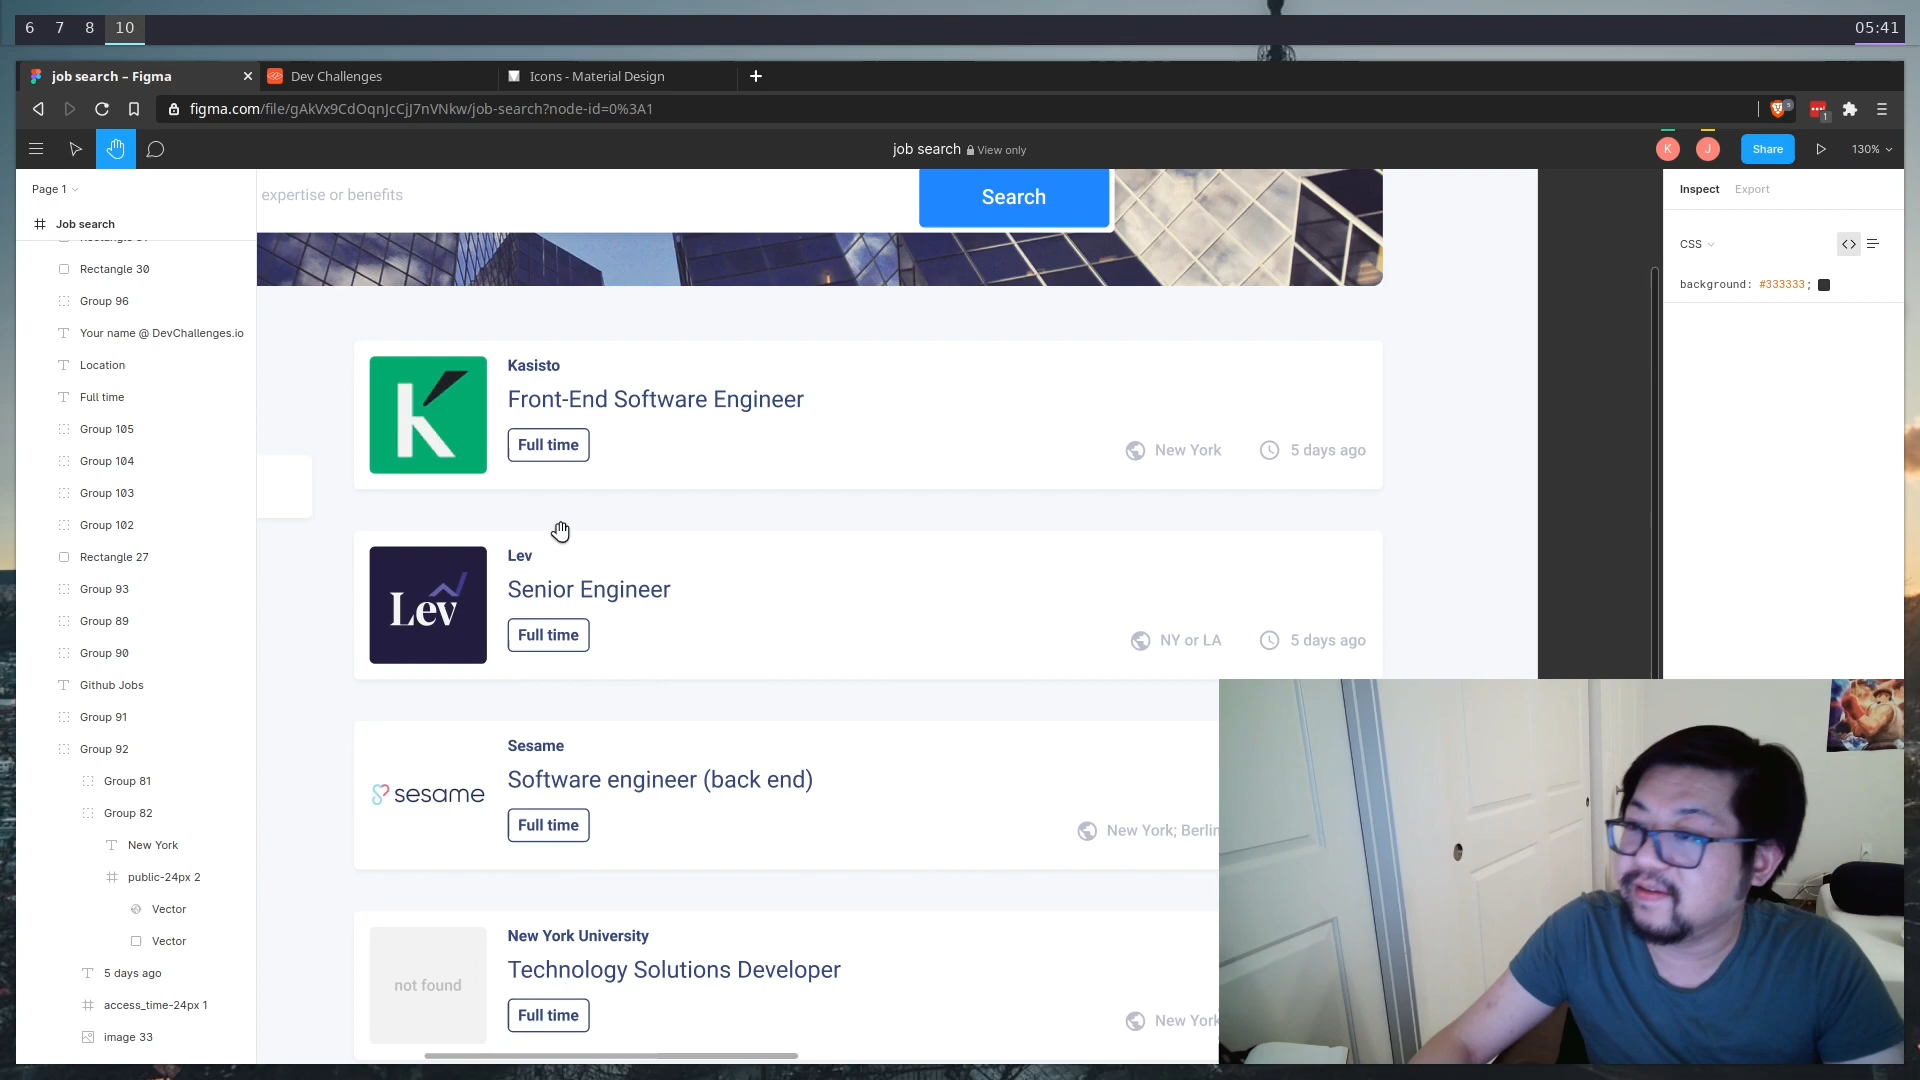 6 7 8 10
05:41
job search – Figma
Dev Challenges
Icons - Material Design
figma.com/file/gAkVx9CdOqnJcCjJ7nVNkw/job-search?node-id=0%3A1
job search View only
K
J
Share
130%
Page 1
Job search
Rectangle 30
Group 96
Your name @ DevChallenges.io
Location
Full time
Group 105
Group 104
Group 103
Group 102
Rectangle 27
Group 93
Group 89
Group 90
Github Jobs
Group 91
Group 92
Group 81
Group 82
New York
public-24px 2
Vector
Vector
5 days ago
access_time-24px 1
image 33
expertise or benefits
Search
K
Kasisto
Front-End Software Engineer
Full time
New York
5 days ago
Lev
Lev
Senior Engineer
Full time
NY or LA
5 days ago
sesame
Sesame
Software engineer (back end)
Full time
New York; Berlin
not found
New York University
Technology Solutions Developer
Full time
New York
Inspect
Export
CSS
background: #333333;